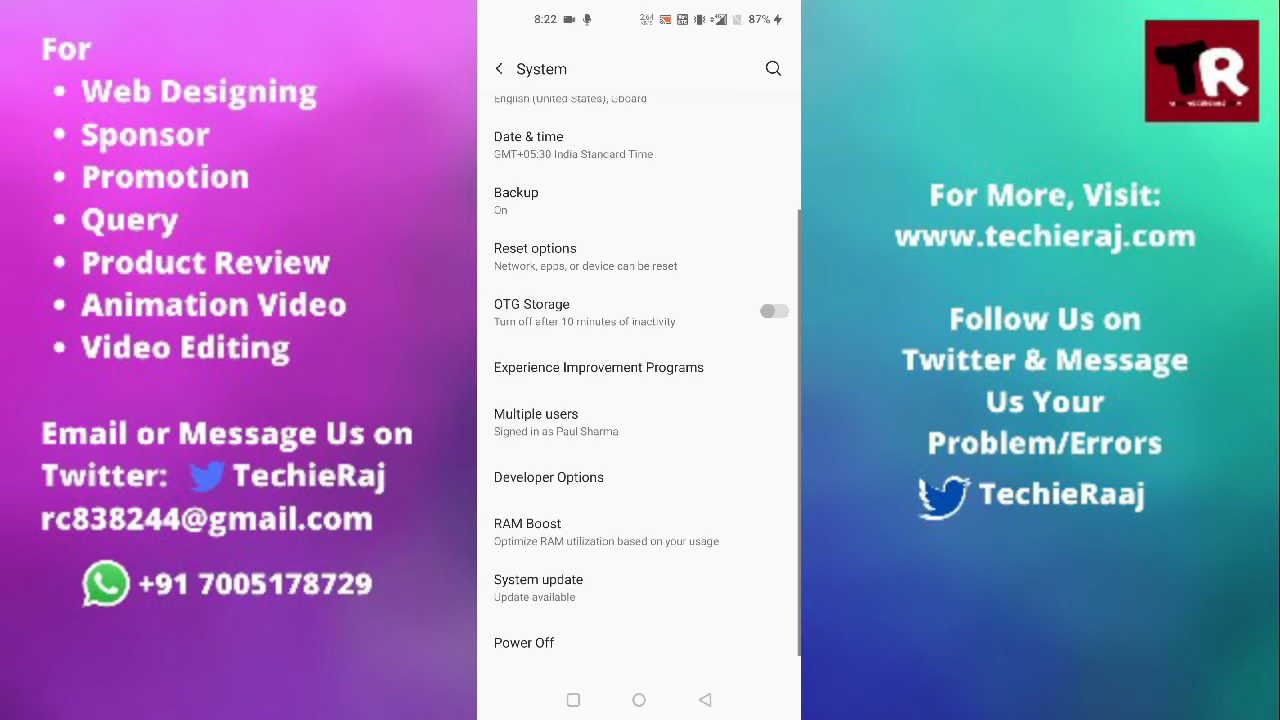 For
• Web Designing
• Sponsor
• Promotion
• Query
• Product Review
• Animation Video
• Video Editing
Email or Message Us on
Twitter: TechieRaj
rc838244@gmail.com
+91 7005178729
8:22
87%
System
English (United States), Gboard
Date & time
GMT+05:30 India Standard Time
Backup
On
Reset options
Network, apps, or device can be reset
OTG Storage
Turn off after 10 minutes of inactivity
Experience Improvement Programs
Multiple users
Signed in as Paul Sharma
Developer Options
RAM Boost
Optimize RAM utilization based on your usage
System update
Update available
Power Off
TR
For More, Visit:
www.techieraj.com
Follow Us on
Twitter & Message
Us Your
Problem/Errors
TechieRaaj